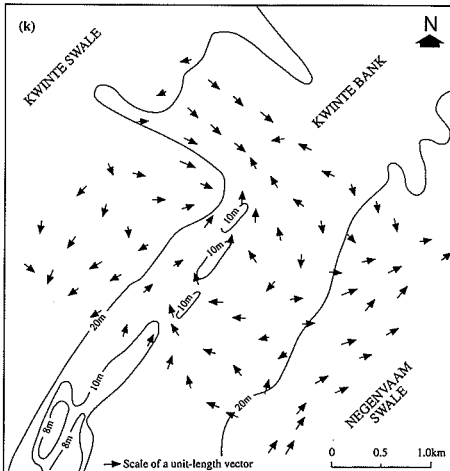 (k)
N
KWINTE SWALE
KWINTE BANK
10m
10m
10m
20m
10m
8m
8m
20m
NEGENVAAM
SWALE
Scale of a unit-length vector
0 0.5 1.0km